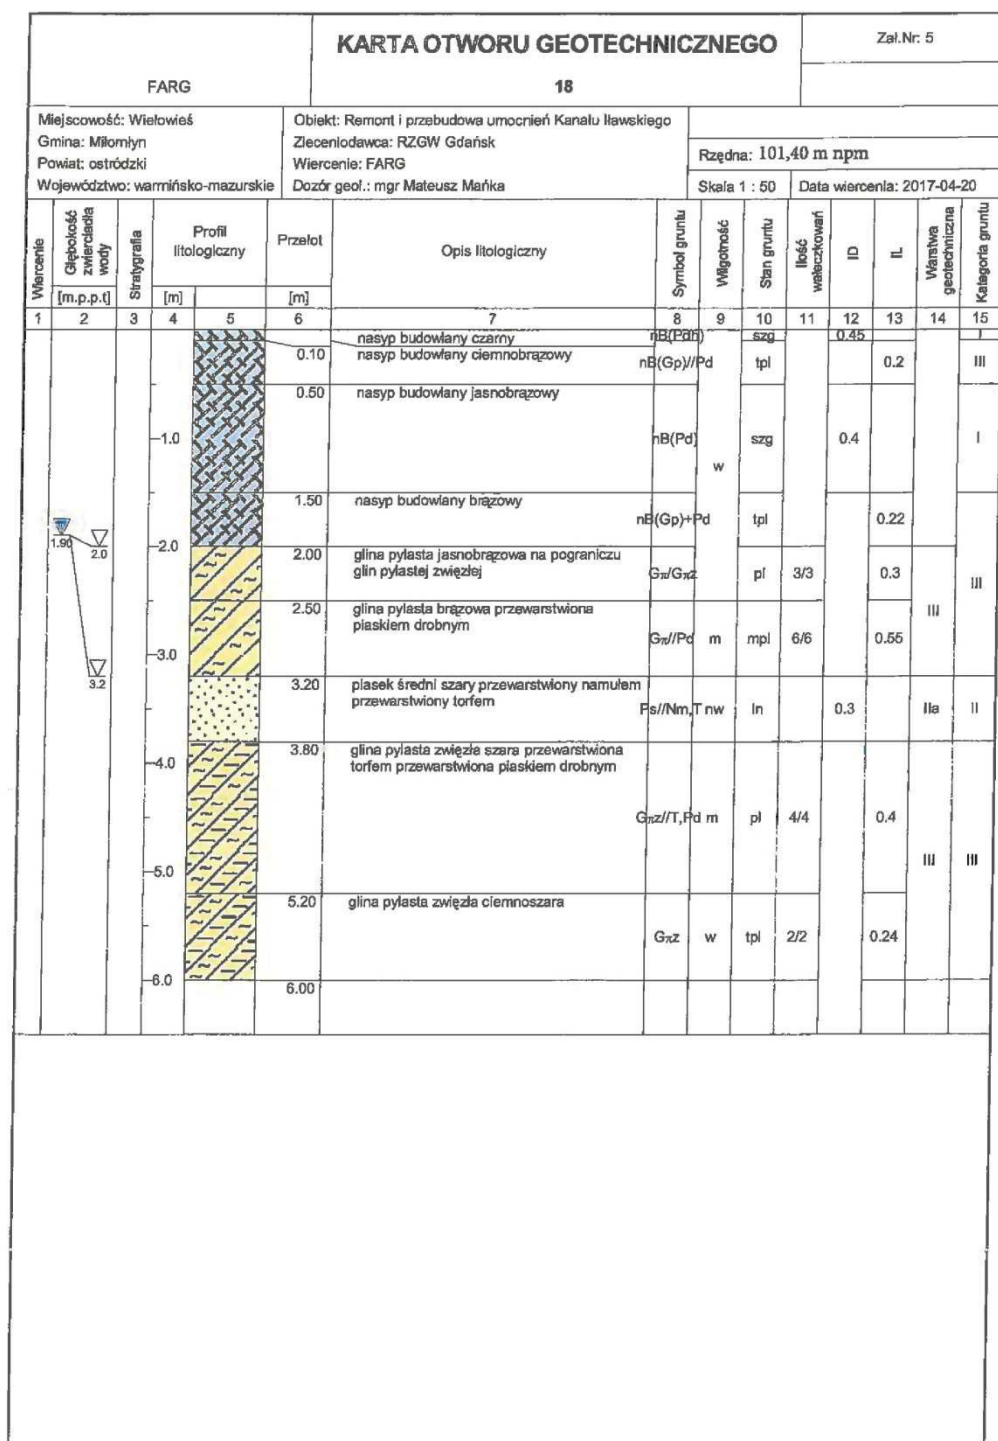 KARTA OTWORU GEOTECHNICZNEGO
Zał.Nr: 5
FARG
18
Miejscowość: Wielowieś
Gmina: Miłomłyn
Powiat: ostródzki
Województwo: warmińsko-mazurskie
Obiekt: Remont i przebudowa umocnień Kanału Iławskiego
Zleceniodawca: RZGW Gdańsk
Wiercenie: FARG
Dozór geol.: mgr Mateusz Mańka
Rzędna: 101,40 m npm
Skala 1 : 50
Data wiercenia: 2017-04-20
Wiercenie
Głębokość zwierciadła wody
[m.p.p.t]
Stratygrafia
Profil litologiczny
[m]
Przelot
[m]
Opis litologiczny
Symbol gruntu
Wilgotność
Stan gruntu
Ilość wałeczkowań
ID
IL
Warstwa geotechniczna
Kategoria gruntu
1 2 3 4 5 6 7 8 9 10 11 12 13 14 15
nasyp budowlany czarny nB(Pdh) szg 0.45 I
0.10 nasyp budowlany ciemnobrązowy nB(Gp)//Pd tpl 0.2 III
0.50 nasyp budowlany jasnobrązowy
-1.0 nB(Pd) szg 0.4 I
w
1.50 nasyp budowlany brązowy
nB(Gp)+Pd tpl 0.22
1.90 2.0 -2.0
2.00 glina pylasta jasnobrązowa na pograniczu
glin pylastej zwięzłej
Gπ/Gπz pl 3/3 0.3 III
2.50 glina pylasta brązowa przewarstwiona
piaskiem drobnym
III
Gπ//Pd m mpl 6/6 0.55
-3.0
3.2
3.20 piasek średni szary przewarstwiony namułem
przewarstwiony torfem
Ps//Nm,T nw ln 0.3 IIa II
3.80 glina pylasta zwięzła szara przewarstwiona
torfem przewarstwiona piaskiem drobnym
-4.0
Gπz//T,Pd m pl 4/4 0.4
-5.0 III III
5.20 glina pylasta zwięzła ciemnoszara
Gπz w tpl 2/2 0.24
-6.0
6.00